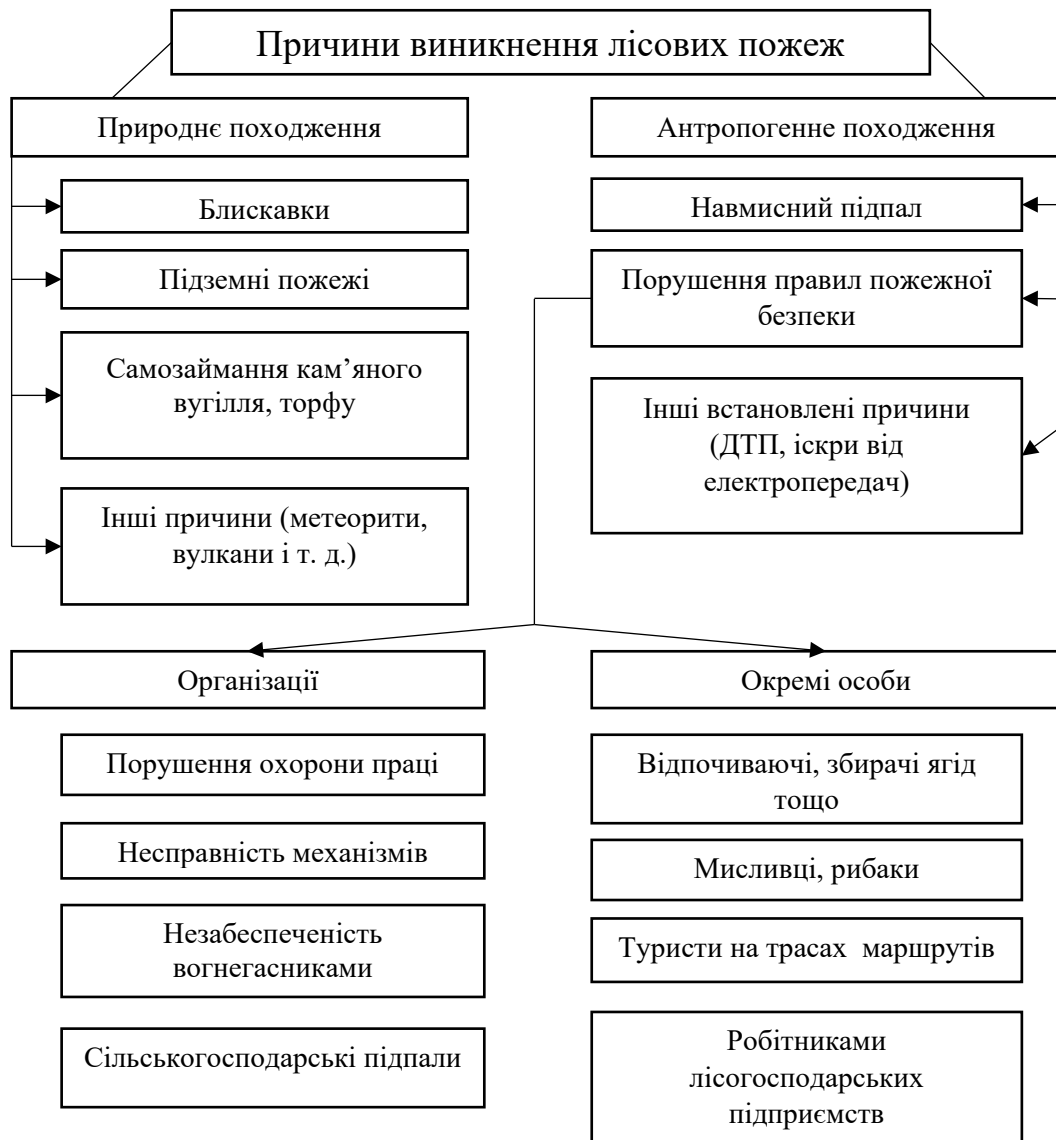 Причини виникнення лісових пожеж
Природнє походження
Антропогенне походження
Блискавки
Навмисний підпал
Підземні пожежі
Порушення правил пожежної
безпеки
Самозаймання кам’яного
вугілля, торфу
Інші встановлені причини
(ДТП, іскри від
електропередач)
Інші причини (метеорити,
вулкани і т. д.)
Організації
Окремі особи
Порушення охорони праці
Відпочиваючі, збирачі ягід
тощо
Несправність механізмів
Мисливці, рибаки
Незабеспеченість
вогнегасниками
Туристи на трасах  маршрутів
Сільськогосподарські підпали
Робітниками
лісогосподарських
підприємств